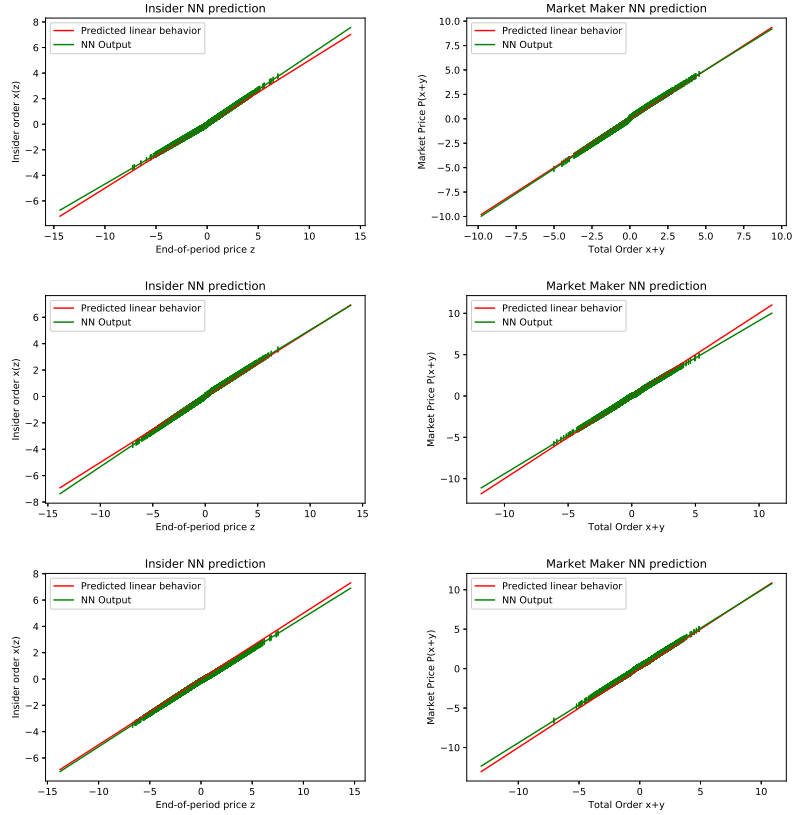 Insider NN prediction
Predicted linear behavior
NN Output
Insider order x(z)
8
6
4
2
0
−2
−4
−6
−15 −10 −5 0 5 10 15
End-of-period price z
Market Maker NN prediction
Predicted linear behavior
NN Output
Market Price P(x+y)
10.0
7.5
5.0
2.5
0.0
−2.5
−5.0
−7.5
−10.0
−10.0 −7.5 −5.0 −2.5 0.0 2.5 5.0 7.5 10.0
Total Order x+y
Insider NN prediction
Predicted linear behavior
NN Output
Insider order x(z)
6
4
2
0
−2
−4
−6
−8
−15 −10 −5 0 5 10 15
End-of-period price z
Market Maker NN prediction
Predicted linear behavior
NN Output
Market Price P(x+y)
10
5
0
−5
−10
−10 −5 0 5 10
Total Order x+y
Insider NN prediction
Predicted linear behavior
NN Output
Insider order x(z)
8
6
4
2
0
−2
−4
−6
−15 −10 −5 0 5 10 15
End-of-period price z
Market Maker NN prediction
Predicted linear behavior
NN Output
Market Price P(x+y)
10
5
0
−5
−10
−10 −5 0 5 10
Total Order x+y